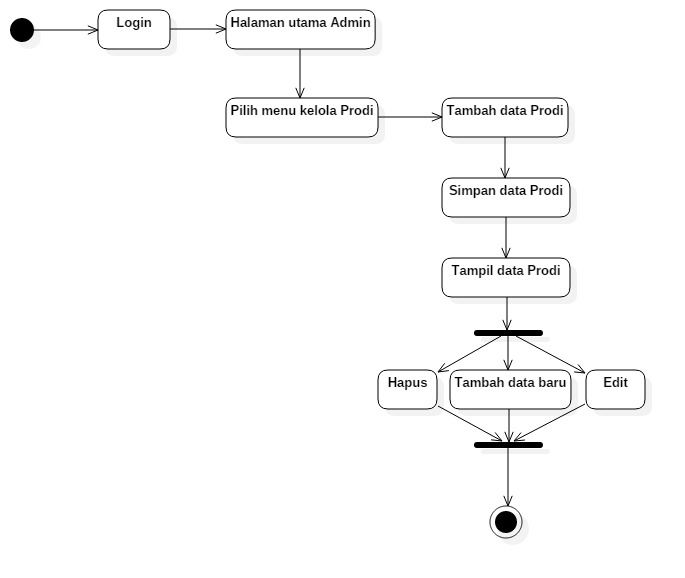 Login
Halaman utama Admin
Pilih menu kelola Prodi
Tambah data Prodi
Simpan data Prodi
Tampil data Prodi
Hapus
Tambah data baru
Edit